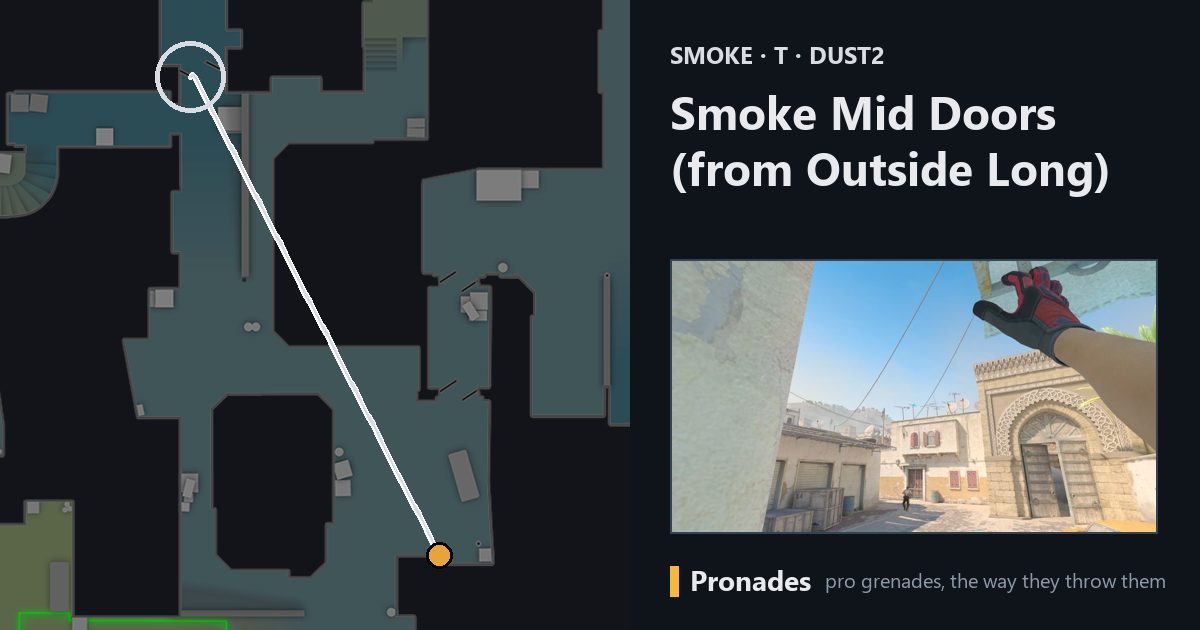 SMOKE · T · DUST2
Smoke Mid Doors
(from Outside Long)
Pronades pro grenades, the way they throw them